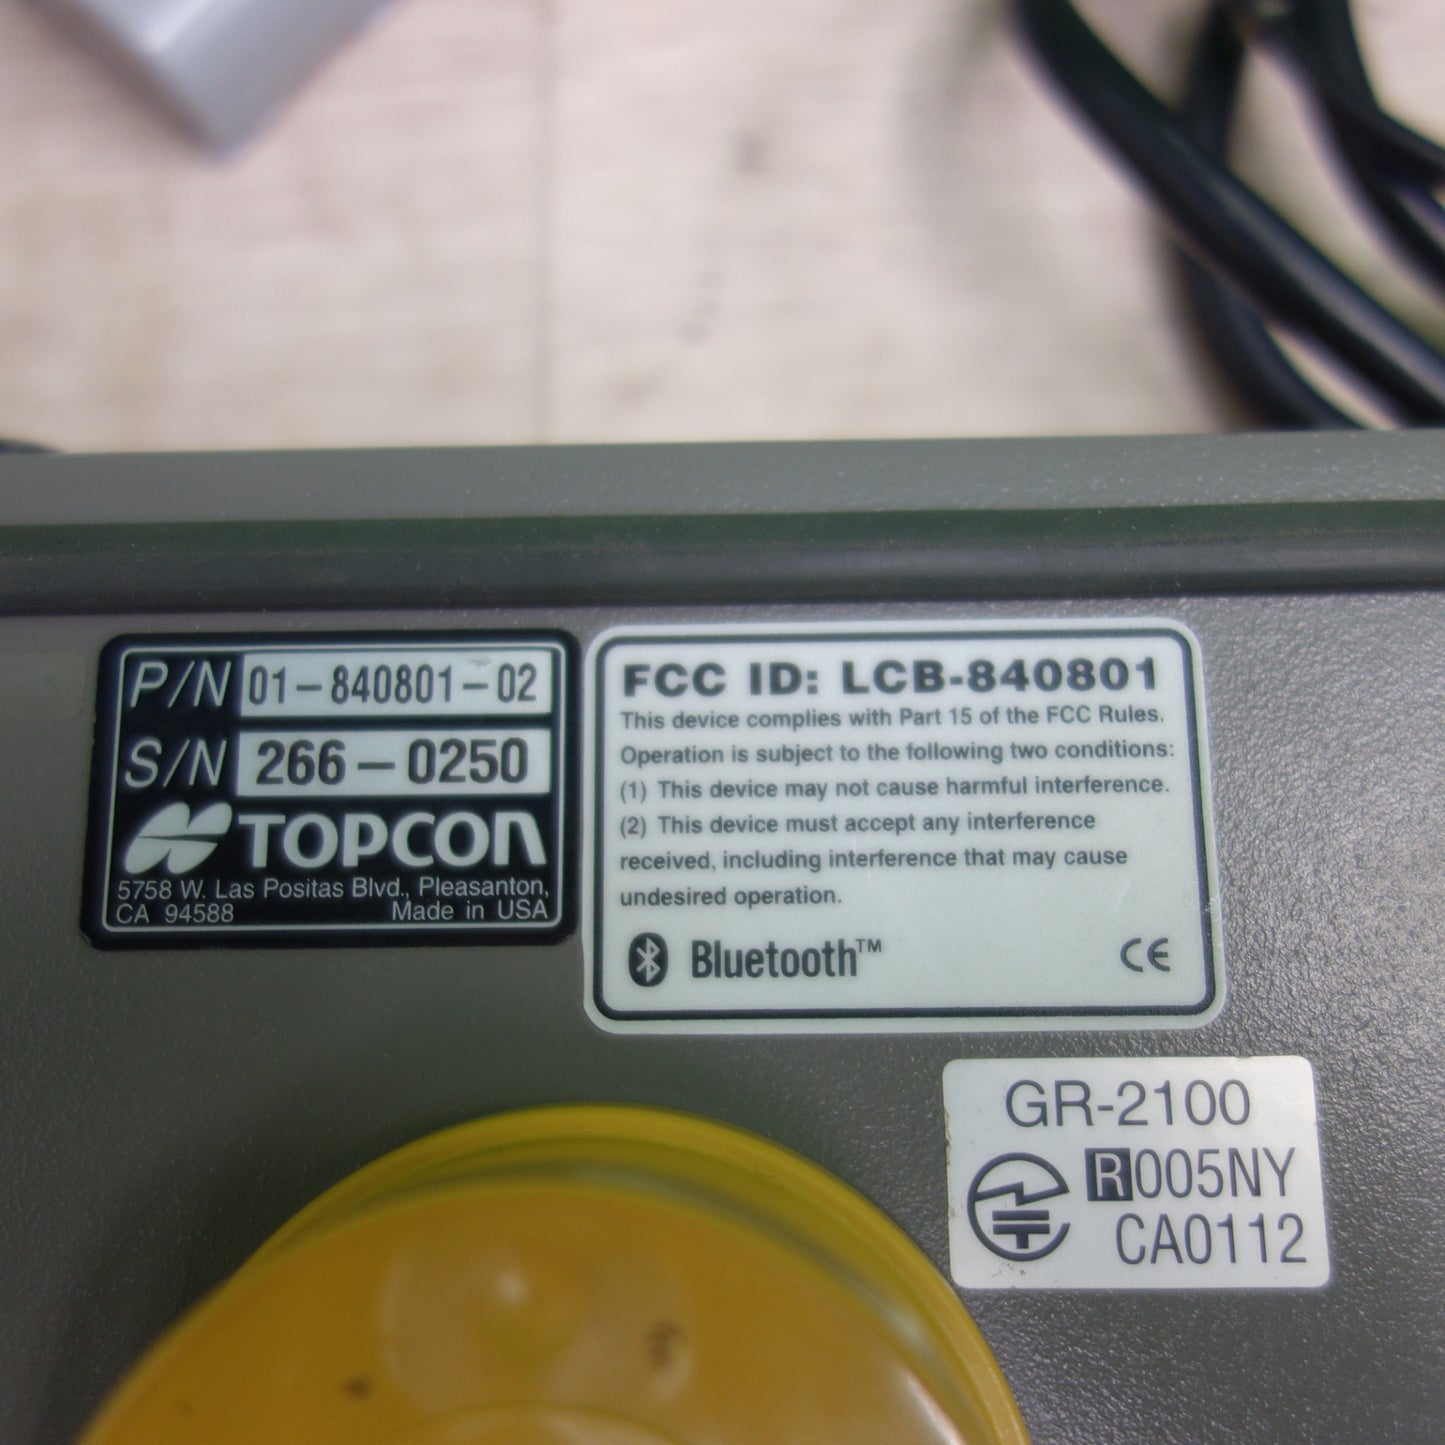 P/N 01-840801-02
S/N 266-0250
TOPCON
5758 W. Las Positas Blvd., Pleasanton,
CA 94588 Made in USA
FCC ID: LCB-840801
This device complies with Part 15 of the FCC Rules.
Operation is subject to the following two conditions:
(1) This device may not cause harmful interference.
(2) This device must accept any interference
received, including interference that may cause
undesired operation.
Bluetooth™ CE
GR-2100
R 005NY
CA0112